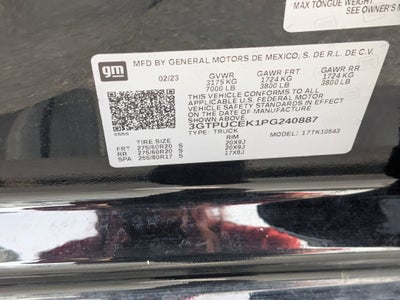 MAX TONGUE WEIGHT
SEE OWNER'S M
gm
MFD BY GENERAL MOTORS DE MEXICO, S. DE R.L. DE C.V.
02/23 GVWR GAWR FRT GAWR RR
3175 KG 1724 KG 1724 KG
7000 LB 3800 LB 3800 LB
THIS VEHICLE CONFORMS TO ALL
APPLICABLE U.S. FEDERAL MOTOR
VEHICLE SAFETY STANDARDS IN EFFECT ON
THE DATE OF MANUFACTURE SHOWN ABOVE.
3GTPUCEK1PG240887
TYPE: TRUCK MODEL: 17TK10543
TIRE SIZE RIM
FRT 275/60R20 S 20X9J
RR 275/60R20 S 20X9J
SPA 255/80R17 S 17X8J